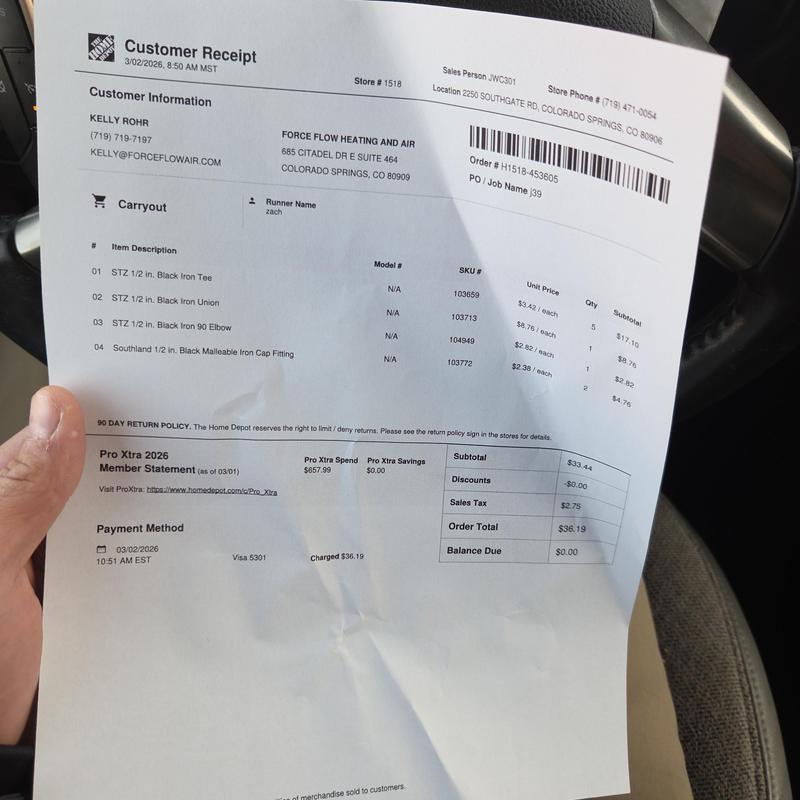 THE HOME DEPOT
Customer Receipt
3/02/2026, 8:50 AM MST
Store # 1518
Sales Person JWC301
Store Phone # (719) 471-0054
Location 2250 SOUTHGATE RD, COLORADO SPRINGS, CO 80906
Customer Information
KELLY ROHR
(719) 719-7197
KELLY@FORCEFLOWAIR.COM
FORCE FLOW HEATING AND AIR
685 CITADEL DR E SUITE 464
COLORADO SPRINGS, CO 80909
Order # H1518-453605
PO / Job Name j39
Carryout
Runner Name
zach
# Item Description Model # SKU # Unit Price Qty Subtotal
01 STZ 1/2 in. Black Iron Tee N/A 103659 $3.42 / each 5 $17.10
02 STZ 1/2 in. Black Iron Union N/A 103713 $8.76 / each 1 $8.76
03 STZ 1/2 in. Black Iron 90 Elbow N/A 104949 $2.82 / each 1 $2.82
04 Southland 1/2 in. Black Malleable Iron Cap Fitting N/A 103772 $2.38 / each 2 $4.76
90 DAY RETURN POLICY. The Home Depot reserves the right to limit / deny returns. Please see the return policy sign in the stores for details.
Pro Xtra 2026
Member Statement (as of 03/01)
Pro Xtra Spend Pro Xtra Savings
$657.99 $0.00
Visit ProXtra: https://www.homedepot.com/c/Pro_Xtra
Subtotal $33.44
Discounts -$0.00
Sales Tax $2.75
Order Total $36.19
Balance Due $0.00
Payment Method
03/02/2026
10:51 AM EST
Visa 5301
Charged $36.19
of merchandise sold to customers.